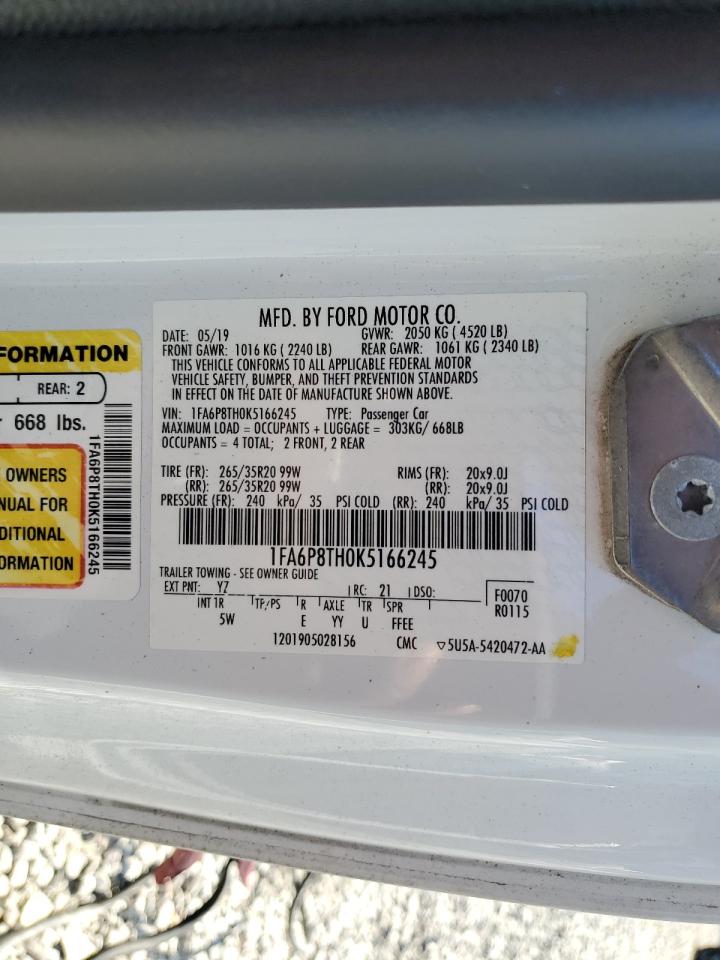 MFD. BY FORD MOTOR CO.
DATE: 05/19 GVWR: 2050 KG ( 4520 LB)
FRONT GAWR: 1016 KG ( 2240 LB) REAR GAWR: 1061 KG ( 2340 LB)
THIS VEHICLE CONFORMS TO ALL APPLICABLE FEDERAL MOTOR
VEHICLE SAFETY, BUMPER, AND THEFT PREVENTION STANDARDS
IN EFFECT ON THE DATE OF MANUFACTURE SHOWN ABOVE.
VIN: 1FA6P8TH0K5166245 TYPE: Passenger Car
MAXIMUM LOAD = OCCUPANTS + LUGGAGE = 303KG/ 668LB
OCCUPANTS = 4 TOTAL; 2 FRONT, 2 REAR
TIRE (FR): 265/35R20 99W RIMS (FR): 20x9.0J
(RR): 265/35R20 99W (RR): 20x9.0J
PRESSURE (FR): 240 kPa/ 35 PSI COLD (RR): 240 kPa/ 35 PSI COLD
1FA6P8TH0K5166245
TRAILER TOWING - SEE OWNER GUIDE
EXT PNT: YZ RC: 21 DSO: F0070
INT TR TP/PS R AXLE TR SPR R0115
5W E YY U FFEE
1201905028156 CMC ▽5U5A-5420472-AA
FORMATION
REAR: 2
668 lbs.
1FA6P8TH0K5166245
OWNERS
NUAL FOR
DITIONAL
FORMATION